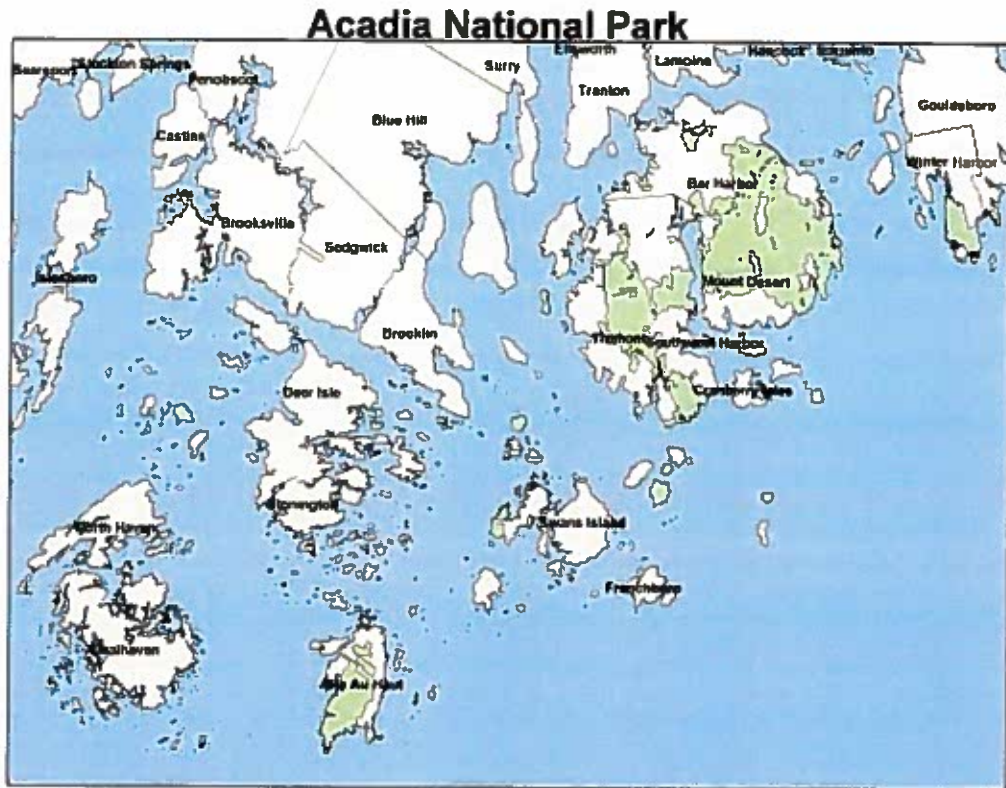 Acadia National Park
Searsport
Stockton Springs
Penobscot
Surry
Ellsworth
Lamoine
Hancock
Trenton
Gouldsboro
Castine
Blue Hill
Winter Harbor
Bar Harbor
Brooksville
Sedgwick
Islesboro
Mount Desert
Brooklin
Tremont
Southwest Harbor
Deer Isle
Cranberry Isles
Stonington
North Haven
Swans Island
Frenchboro
Vinalhaven
Isle Au Haut